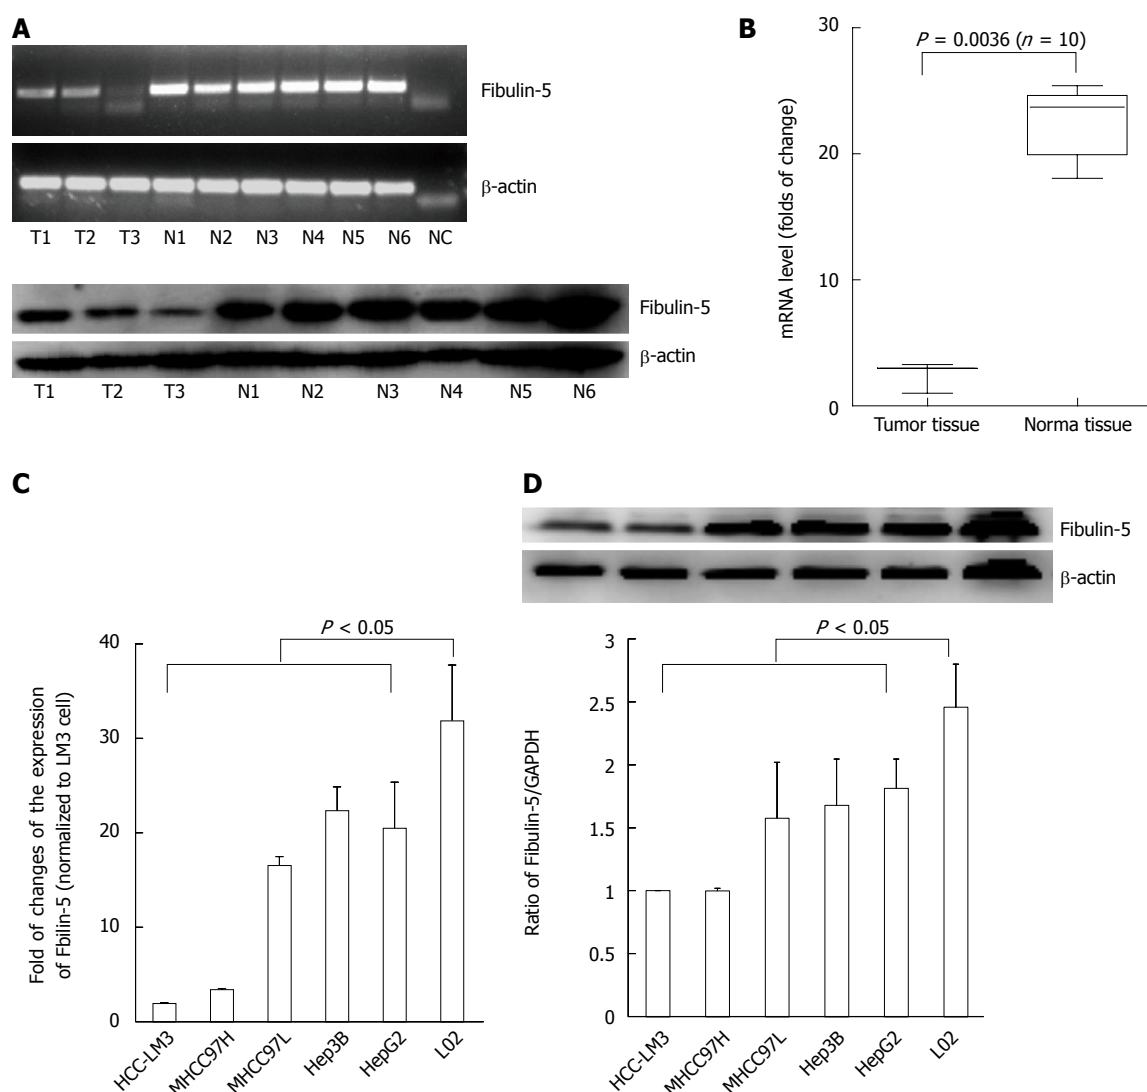 A
Fibulin-5
β-actin
T1 T2 T3 N1 N2 N3 N4 N5 N6 NC
Fibulin-5
β-actin
T1 T2 T3 N1 N2 N3 N4 N5 N6
B
P = 0.0036 (n = 10)
mRNA level (folds of change)
30
20
10
0
Tumor tissue Norma tissue
C
P < 0.05
Fold of changes of the expression
of Fbilin-5 (normalized to LM3 cell)
40
30
20
10
0
HCC-LM3 MHCC97H MHCC97L Hep3B HepG2 L02
D
Fibulin-5
β-actin
P < 0.05
Ratio of Fibulin-5/GAPDH
3
2.5
2
1.5
1
0.5
0
HCC-LM3 MHCC97H MHCC97L Hep3B HepG2 L02